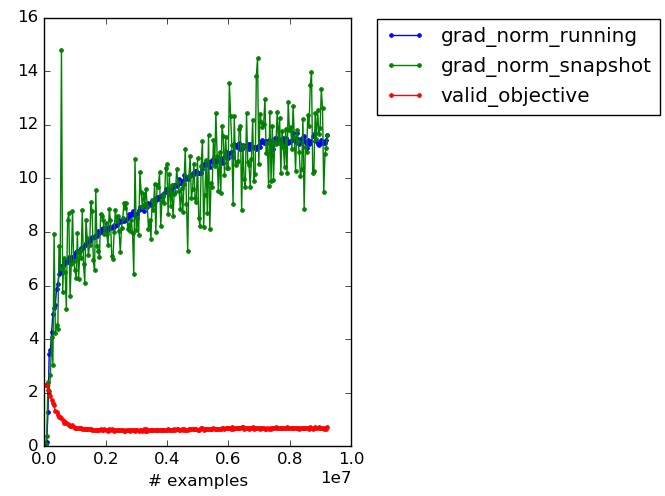 16
14
12
10
8
6
4
2
0
0.0 0.2 0.4 0.6 0.8 1.0
1e7
# examples
grad_norm_running
grad_norm_snapshot
valid_objective